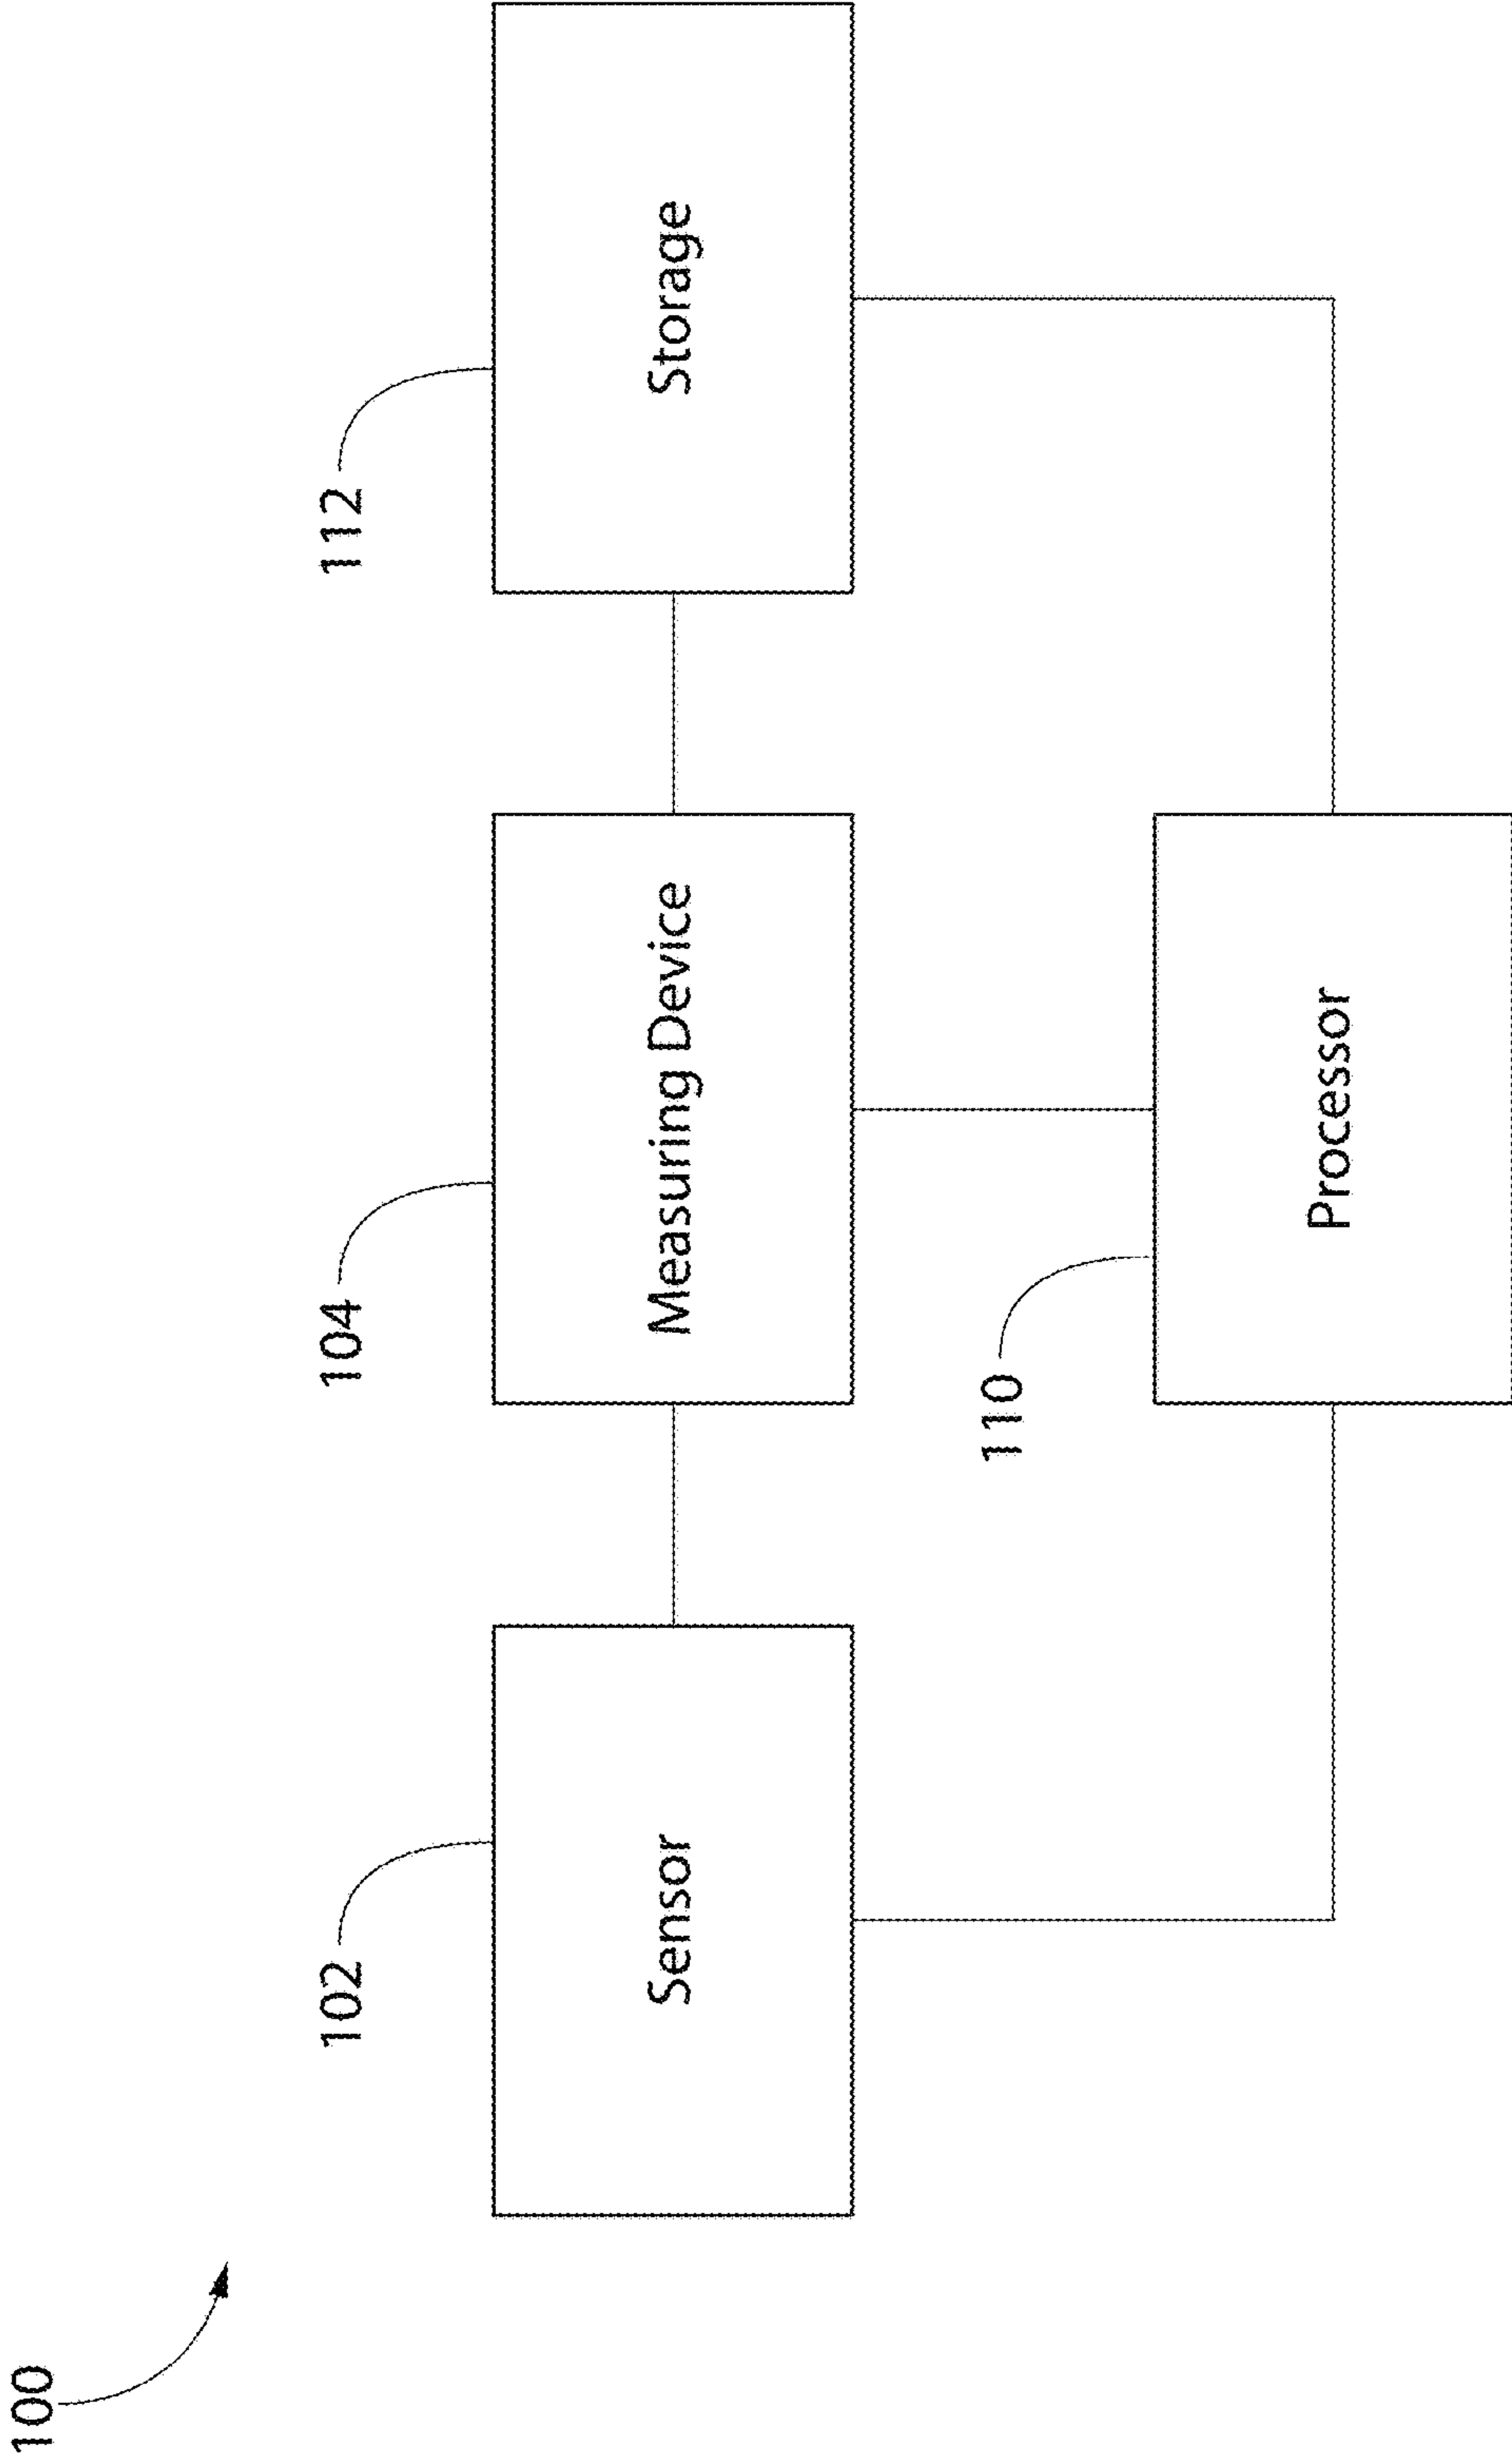 100
102
104
112
Sensor
Measuring Device
Storage
110
Processor